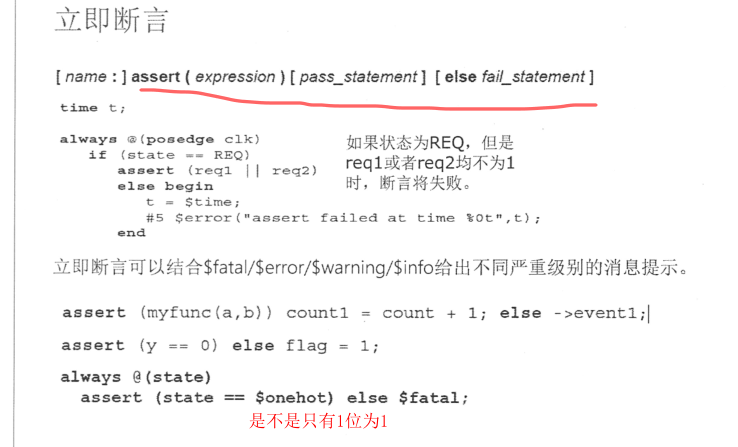 立即断言
[ name : ] assert ( expression ) [ pass_statement ] [ else fail_statement ]
time t;
always @(posedge clk)
if (state == REQ)
assert (req1 || req2)
else begin
t = $time;
#5 $error("assert failed at time %0t",t);
end
如果状态为REQ，但是
req1或者req2均不为1
时，断言将失败。
立即断言可以结合$fatal/$error/$warning/$info给出不同严重级别的消息提示。
assert (myfunc(a,b)) count1 = count + 1; else ->event1;
assert (y == 0) else flag = 1;
always @(state)
assert (state == $onehot) else $fatal;
是不是只有1位为1